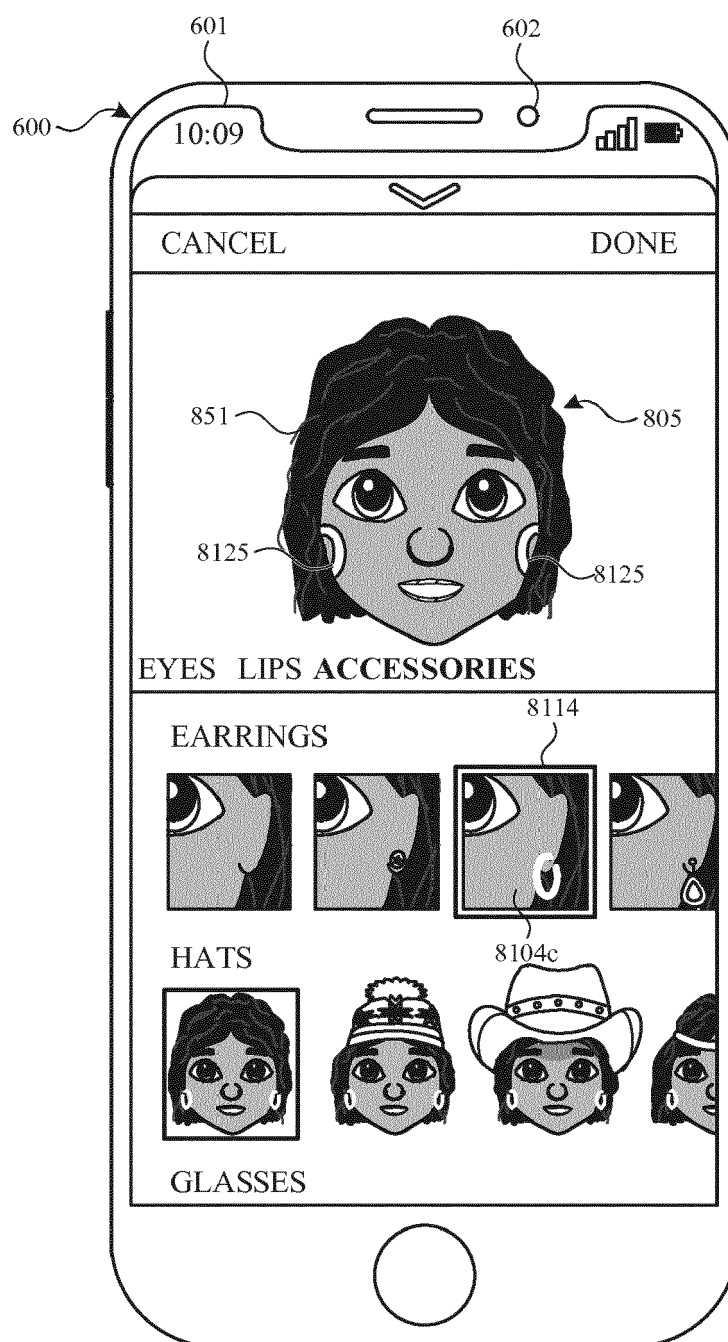 601
602
600
10:09
CANCEL
DONE
851
805
8125
8125
EYES LIPS ACCESSORIES
8114
EARRINGS
8104c
HATS
GLASSES